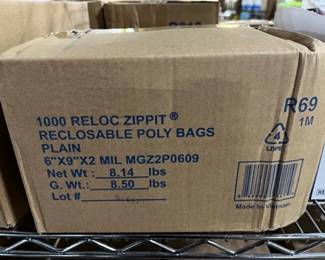 1000 RELOC ZIPPIT®
RECLOSABLE POLY BAGS
PLAIN
6"X9"X2 MIL MGZ2P0609
Net Wt : 8.14 lbs
G. Wt. : 8.50 lbs
Lot #
R69
1M
4
LDPE
Made in Vietnam